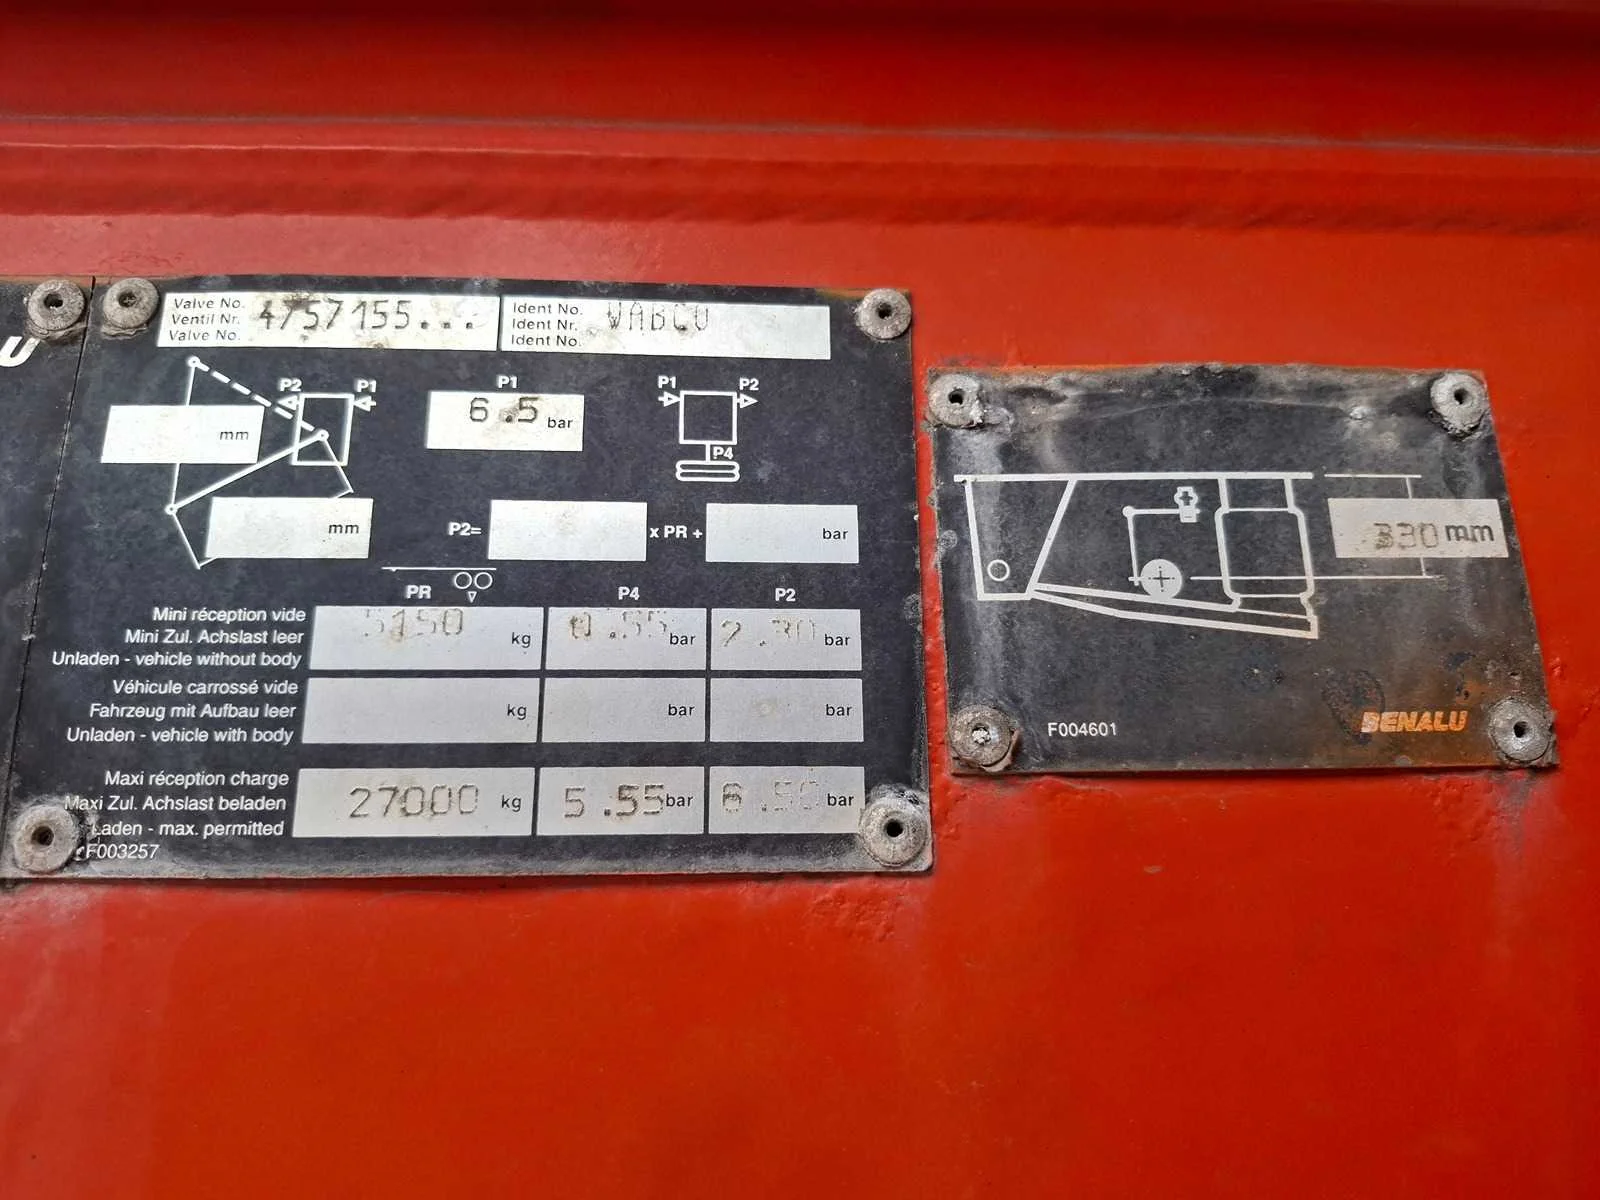 U
Valve No.
Ventil Nr.
Valve No.
4757155...
Ident No.
Ident Nr.
Ident No.
WABCO
P2 P1
mm
P1
6.5 bar
P1 P2
P4
mm
P2= x PR + bar
PR P4 P2
Mini réception vide
Mini Zul. Achslast leer
Unladen - vehicle without body
5150 kg 0.55 bar 2.30 bar
Véhicule carrossé vide
Fahrzeug mit Aufbau leer
Unladen - vehicle with body
kg bar bar
Maxi réception charge
Maxi Zul. Achslast beladen
Laden - max. permitted
27000 kg 5.55 bar 6.50 bar
F003257
330 mm
F004601
BENALU